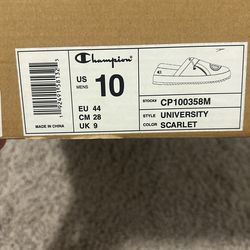 Champion
US
MENS
10
EU 44
CM 28
UK 9
MADE IN CHINA
STOCK# CP100358M
STYLE UNIVERSITY
COLOR SCARLET